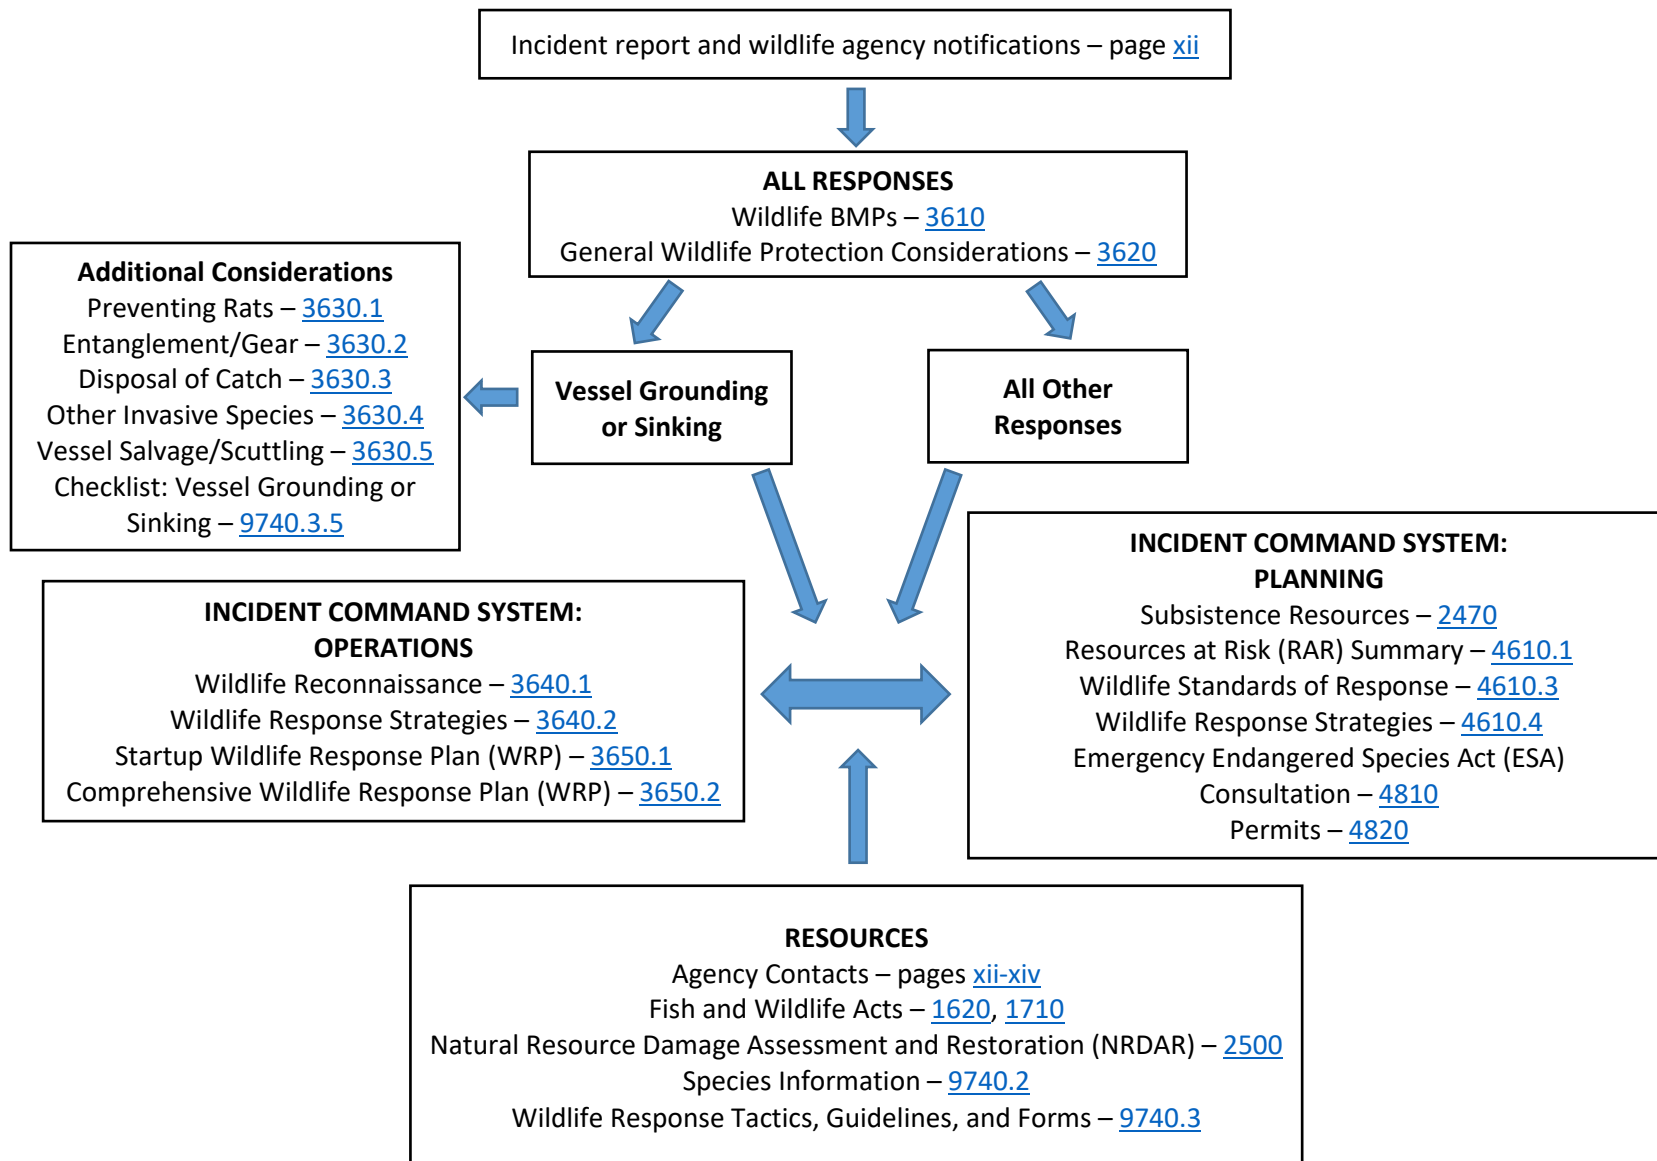 Incident report and wildlife agency notifications – page xii
ALL RESPONSES
Wildlife BMPs – 3610
General Wildlife Protection Considerations – 3620
Additional Considerations
Preventing Rats – 3630.1
Entanglement/Gear – 3630.2
Disposal of Catch – 3630.3
Other Invasive Species – 3630.4
Vessel Salvage/Scuttling – 3630.5
Checklist: Vessel Grounding or
Sinking – 9740.3.5
Vessel Grounding
or Sinking
All Other
Responses
INCIDENT COMMAND SYSTEM:
OPERATIONS
Wildlife Reconnaissance – 3640.1
Wildlife Response Strategies – 3640.2
Startup Wildlife Response Plan (WRP) – 3650.1
Comprehensive Wildlife Response Plan (WRP) – 3650.2
INCIDENT COMMAND SYSTEM:
PLANNING
Subsistence Resources – 2470
Resources at Risk (RAR) Summary – 4610.1
Wildlife Standards of Response – 4610.3
Wildlife Response Strategies – 4610.4
Emergency Endangered Species Act (ESA)
Consultation – 4810
Permits – 4820
RESOURCES
Agency Contacts – pages xii-xiv
Fish and Wildlife Acts – 1620, 1710
Natural Resource Damage Assessment and Restoration (NRDAR) – 2500
Species Information – 9740.2
Wildlife Response Tactics, Guidelines, and Forms – 9740.3